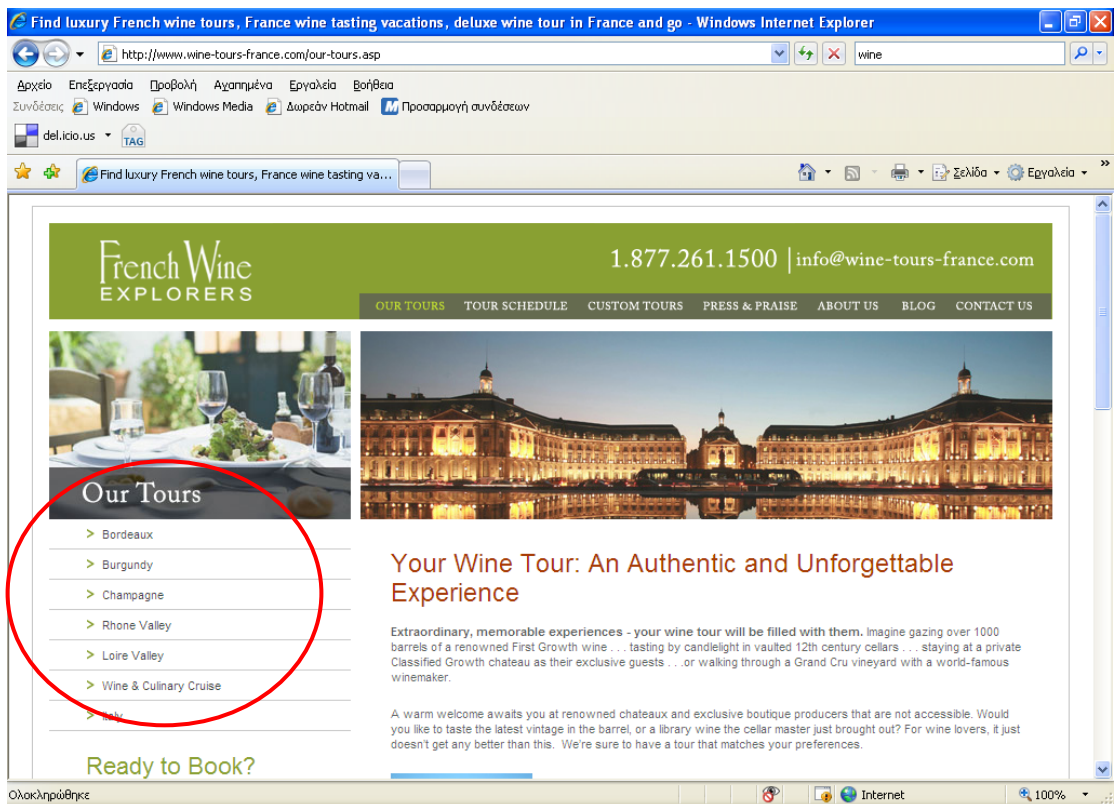 Find luxury French wine tours, France wine tasting vacations, deluxe wine tour in France and go - Windows Internet Explorer
http://www.wine-tours-france.com/our-tours.asp
wine
Αρχείο Επεξεργασία Προβολή Αγαπημένα Εργαλεία Βοήθεια
Συνδέσεις Windows Windows Media Δωρεάν Hotmail Προσαρμογή συνδέσεων
del.icio.us TAG
Find luxury French wine tours, France wine tasting va...
Σελίδα Εργαλεία »
French Wine
EXPLORERS
1.877.261.1500 | info@wine-tours-france.com
OUR TOURS TOUR SCHEDULE CUSTOM TOURS PRESS & PRAISE ABOUT US BLOG CONTACT US
Our Tours
> Bordeaux
> Burgundy
> Champagne
> Rhone Valley
> Loire Valley
> Wine & Culinary Cruise
> Italy
Ready to Book?
Your Wine Tour: An Authentic and Unforgettable
Experience
Extraordinary, memorable experiences - your wine tour will be filled with them. Imagine gazing over 1000
barrels of a renowned First Growth wine . . . tasting by candlelight in vaulted 12th century cellars . . . staying at a private
Classified Growth chateau as their exclusive guests . . .or walking through a Grand Cru vineyard with a world-famous
winemaker.
A warm welcome awaits you at renowned chateaux and exclusive boutique producers that are not accessible. Would
you like to taste the latest vintage in the barrel, or a library wine the cellar master just brought out? For wine lovers, it just
doesn't get any better than this. We're sure to have a tour that matches your preferences.
Ολοκληρώθηκε
Internet
100%